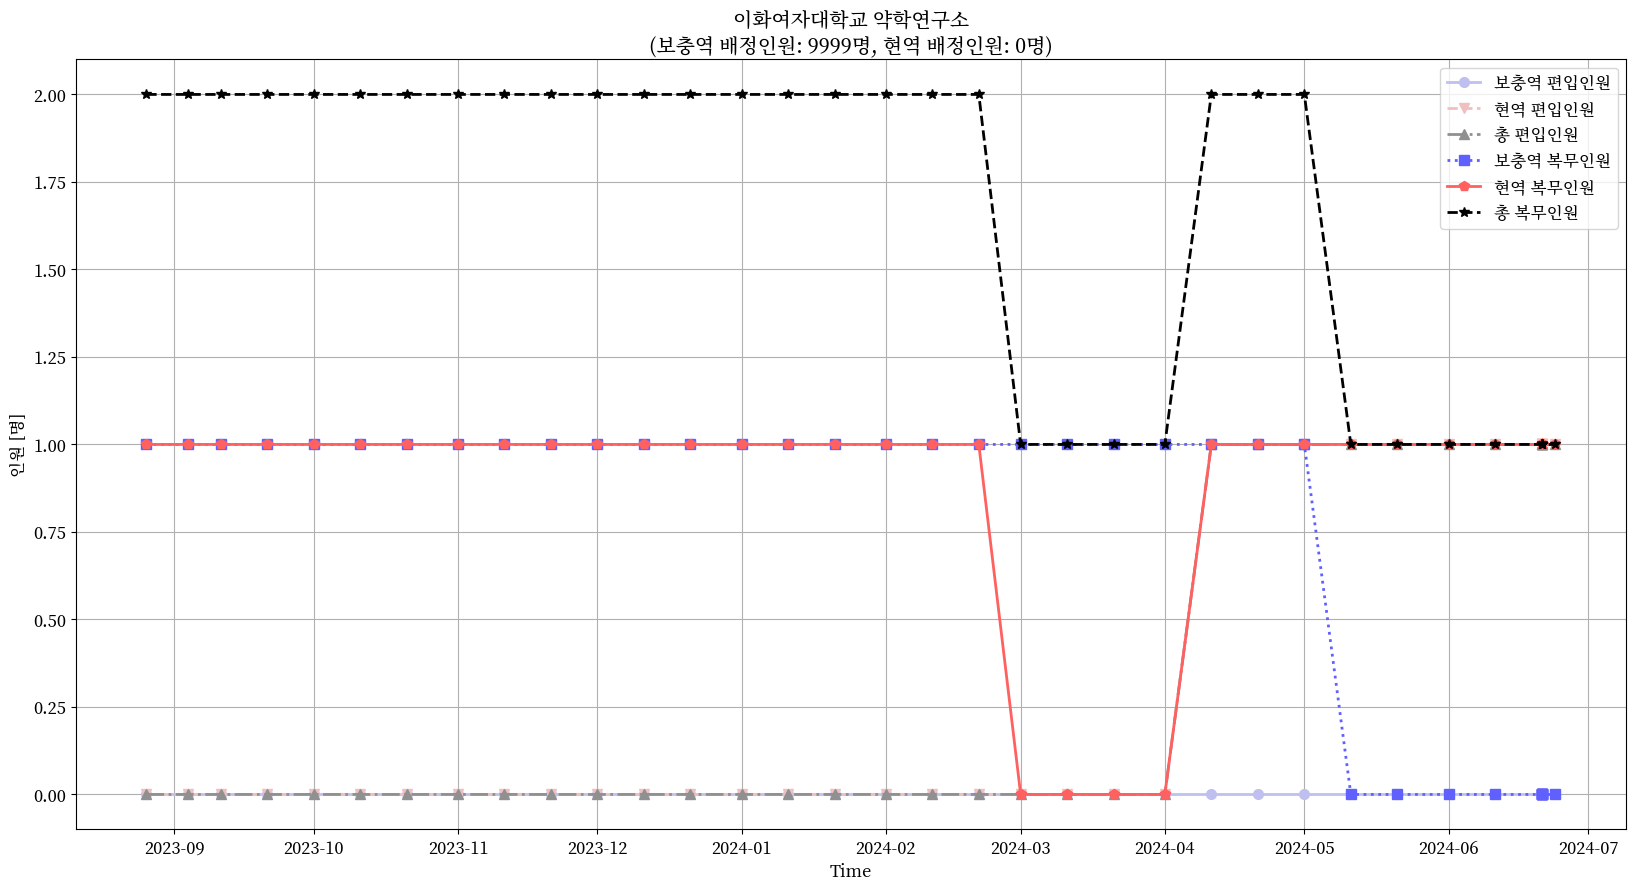 이화여자대학교 약학연구소
(보충역 배정인원: 9999명, 현역 배정인원: 0명)
보충역 편입인원
현역 편입인원
총 편입인원
보충역 복무인원
현역 복무인원
총 복무인원
인원 [명]
2.00
1.75
1.50
1.25
1.00
0.75
0.50
0.25
0.00
2023-09
2023-10
2023-11
2023-12
2024-01
2024-02
2024-03
2024-04
2024-05
2024-06
2024-07
Time